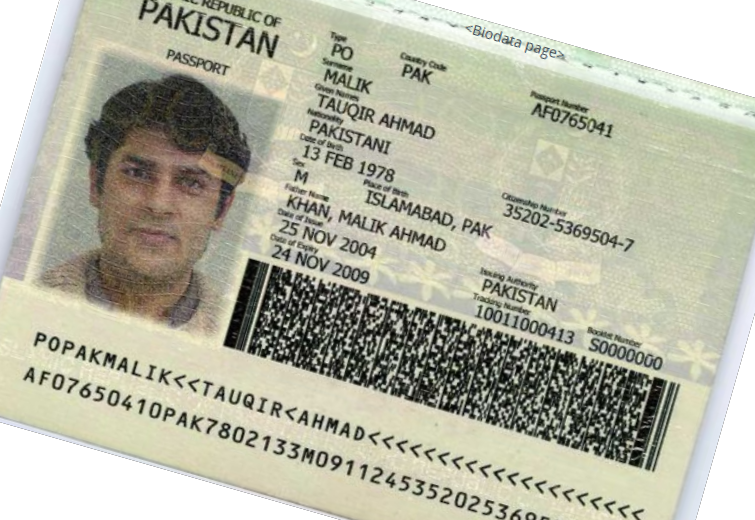 <Biodata page>
REPUBLIC OF
PAKISTAN
PASSPORT
Type
PO
Country Code
PAK
Passport Number
AF0765041
Surname
MALIK
Given Names
TAUQIR AHMAD
Nationality
PAKISTANI
Date of Birth
13 FEB 1978
Citizenship Number
35202-5369504-7
Sex
M
Place of Birth
ISLAMABAD, PAK
Father Name
KHAN, MALIK AHMAD
Date of Issue
25 NOV 2004
Issuing Authority
PAKISTAN
Date of Expiry
24 NOV 2009
Tracking Number
10011000413
Booklet Number
S0000000
POPAKMALIK<<TAUQIR<AHMAD<<<<<<<<<<<<<<<<<<<<
AF07650410PAK7802133M09112453520253695